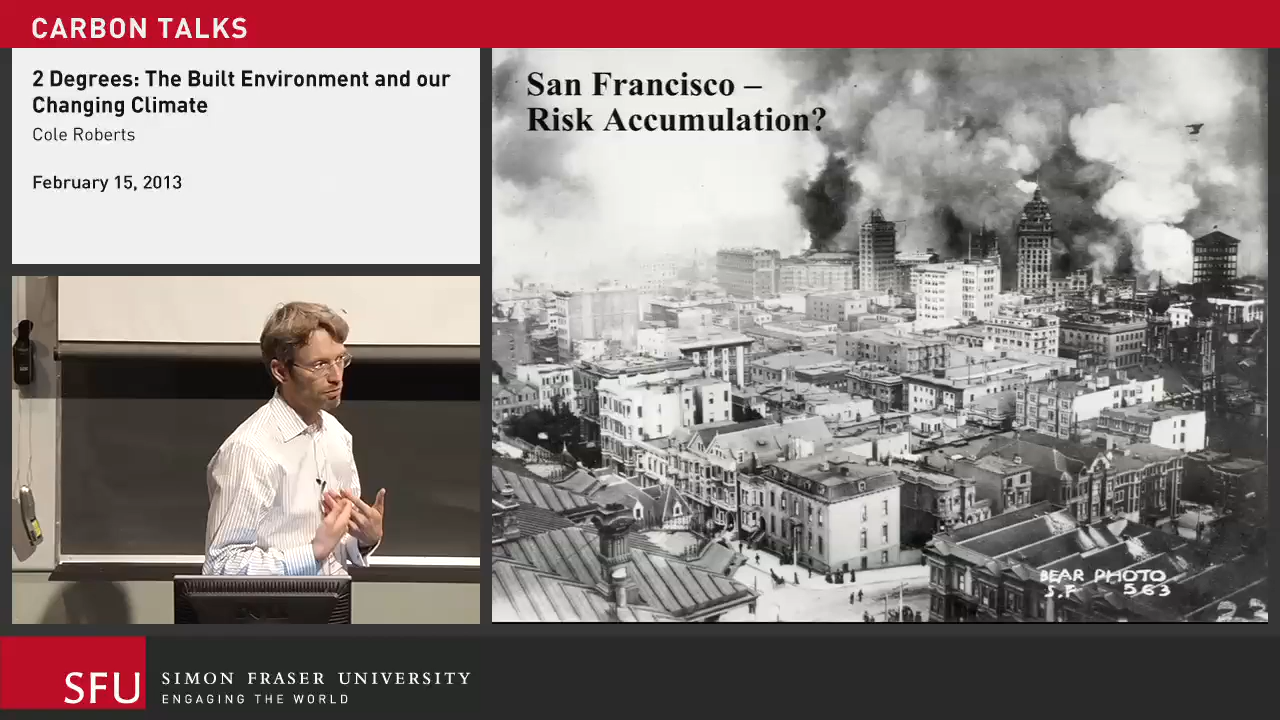 CARBON TALKS
2 Degrees: The Built Environment and our
Changing Climate
Cole Roberts
February 15, 2013
San Francisco –
Risk Accumulation?
BEAR PHOTO
S.F 563
SFU
SIMON FRASER UNIVERSITY
ENGAGING THE WORLD